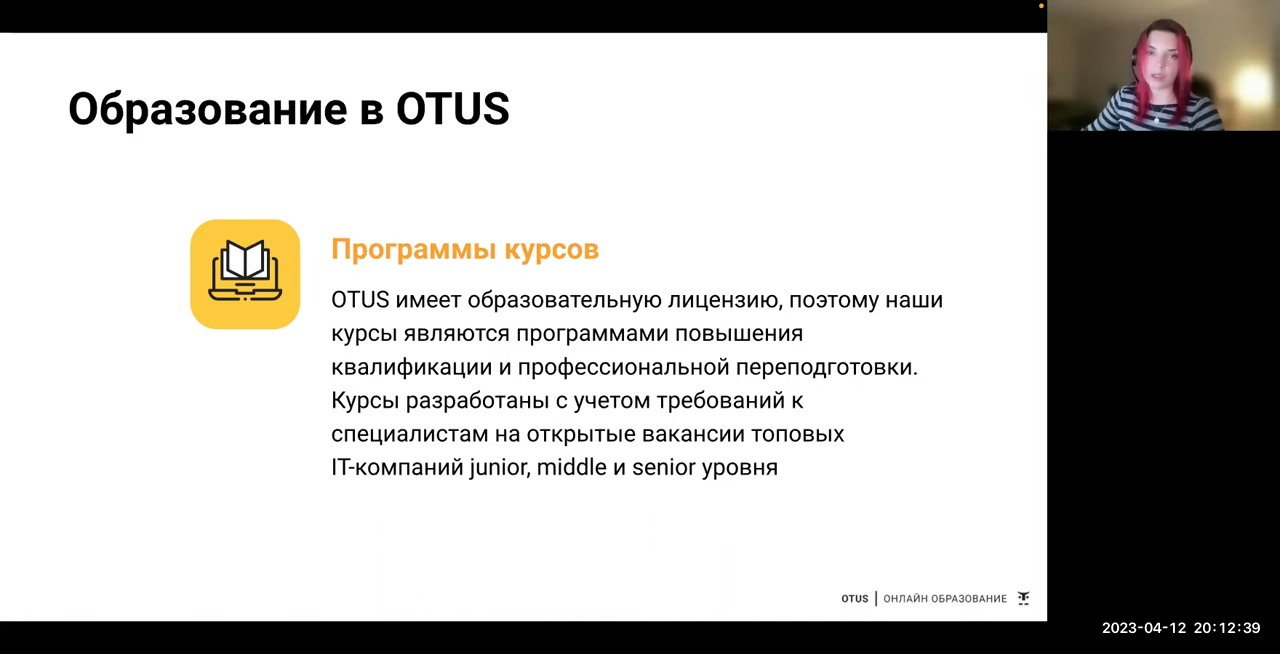 Образование в OTUS
Программы курсов
OTUS имеет образовательную лицензию, поэтому наши
курсы являются программами повышения
квалификации и профессиональной переподготовки.
Курсы разработаны с учетом требований к
специалистам на открытые вакансии топовых
IT-компаний junior, middle и senior уровня
OTUS | ОНЛАЙН ОБРАЗОВАНИЕ
2023-04-12 20:12:39